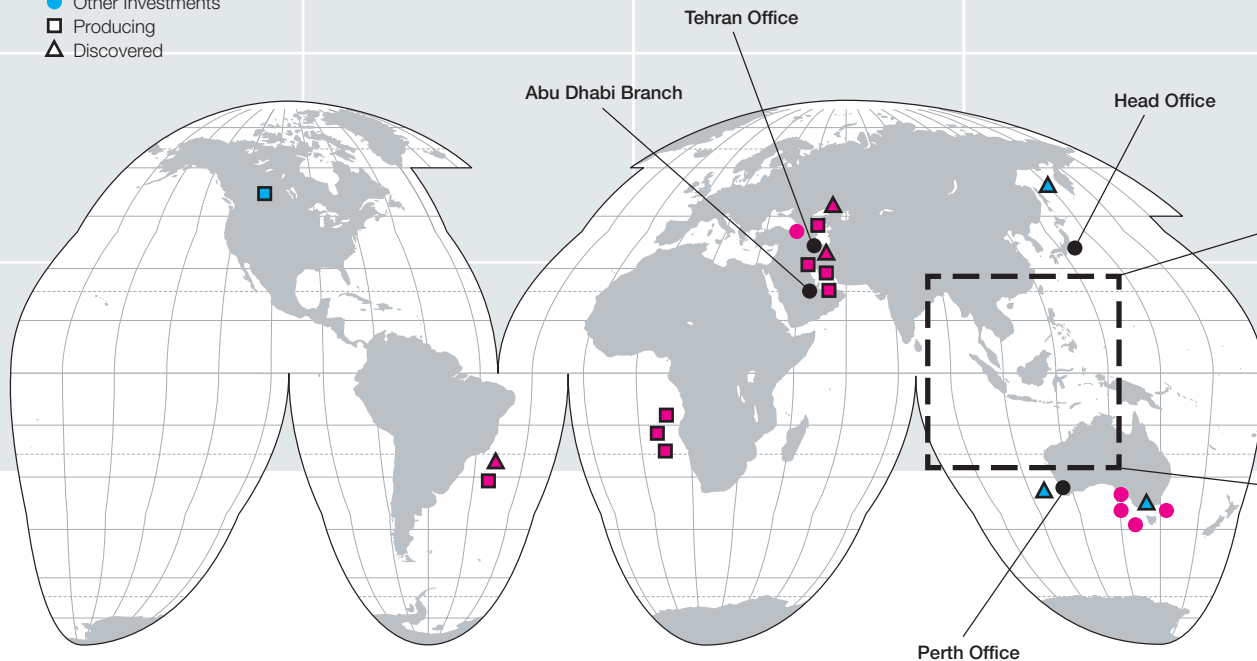 Other Investments
Producing
Discovered
Tehran Office
Abu Dhabi Branch
Head Office
Perth Office